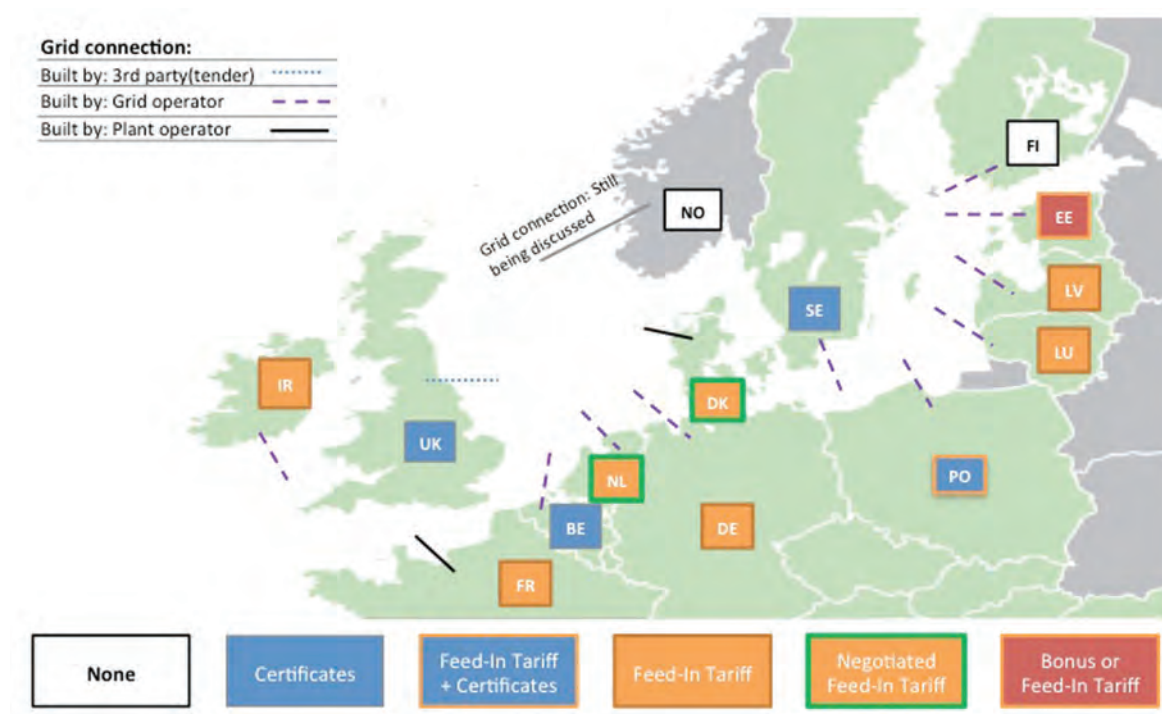 Grid connection:
Built by: 3rd party(tender)
Built by: Grid operator
Built by: Plant operator
FI
NO
Grid connection: Still
being discussed
EE
LV
SE
LU
IR
DK
UK
NL
PO
BE
DE
FR
None
Certificates
Feed-In Tariff
+ Certificates
Feed-In Tariff
Negotiated
Feed-In Tariff
Bonus or
Feed-In Tariff